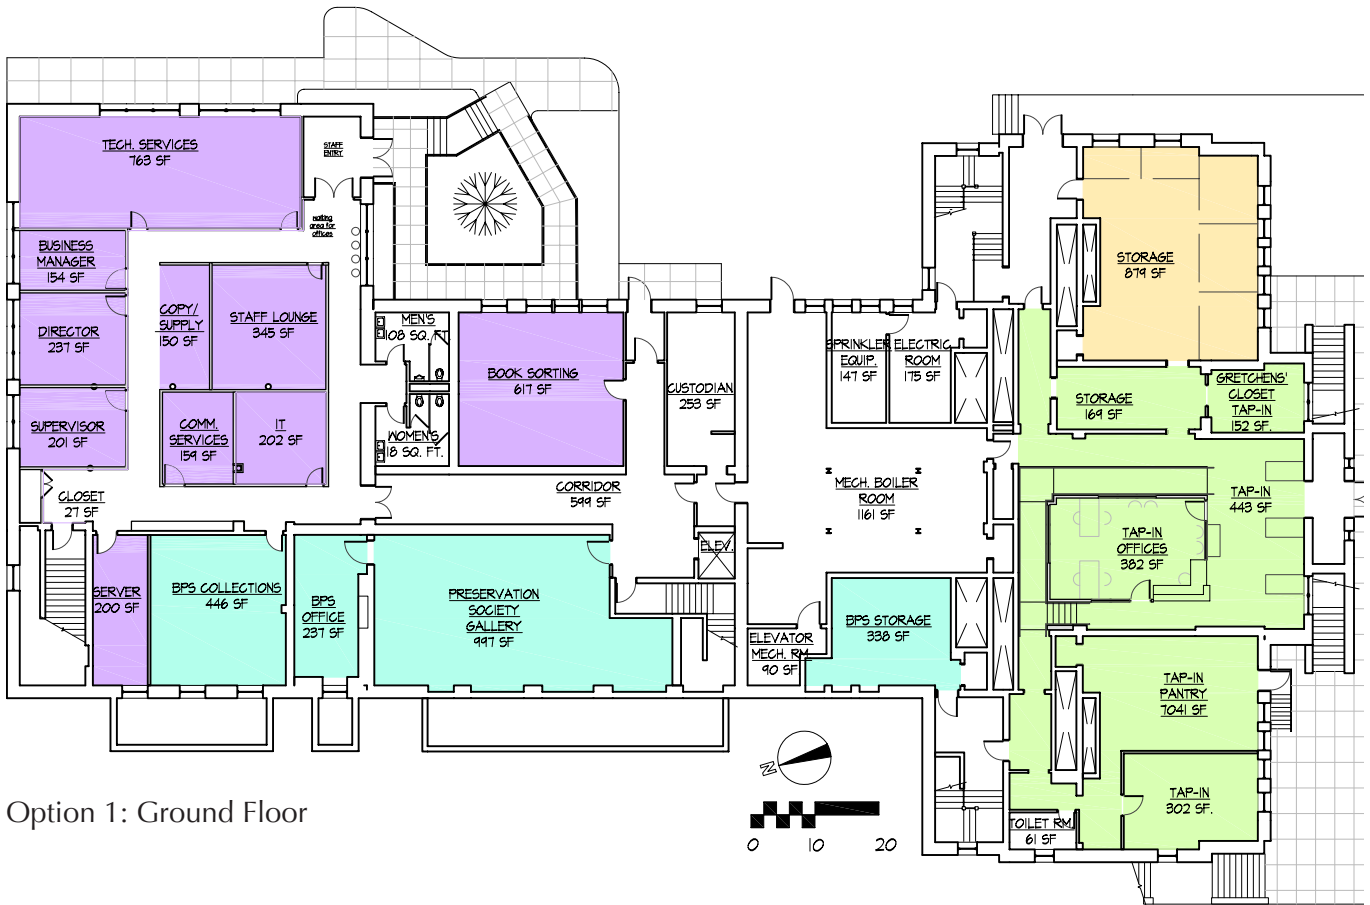 TECH. SERVICES
763 SF
STAFF
ENTRY
waiting
area for
offices
BUSINESS
MANAGER
154 SF
DIRECTOR
237 SF
SUPERVISOR
201 SF
COPY/
SUPPLY
150 SF
STAFF LOUNGE
345 SF
COMM.
SERVICES
159 SF
IT
202 SF
CLOSET
27 SF
MEN'S
108 SQ. FT.
WOMEN'S
18 SQ. FT.
BOOK SORTING
617 SF
CUSTODIAN
253 SF
CORRIDOR
599 SF
ELEV.
SERVER
200 SF
BPS COLLECTIONS
446 SF
BPS
OFFICE
237 SF
PRESERVATION
SOCIETY
GALLERY
997 SF
SPRINKLER
EQUIP.
147 SF
ELECTRIC
ROOM
175 SF
MECH. BOILER
ROOM
1161 SF
ELEVATOR
MECH. RM.
90 SF
BPS STORAGE
338 SF
STORAGE
879 SF
STORAGE
169 SF
GRETCHENS'
CLOSET
TAP-IN
152 SF.
TAP-IN
443 SF
TAP-IN
OFFICES
382 SF
TAP-IN
PANTRY
7041 SF
TAP-IN
302 SF.
TOILET RM.
61 SF
N
0 10 20
Option 1: Ground Floor